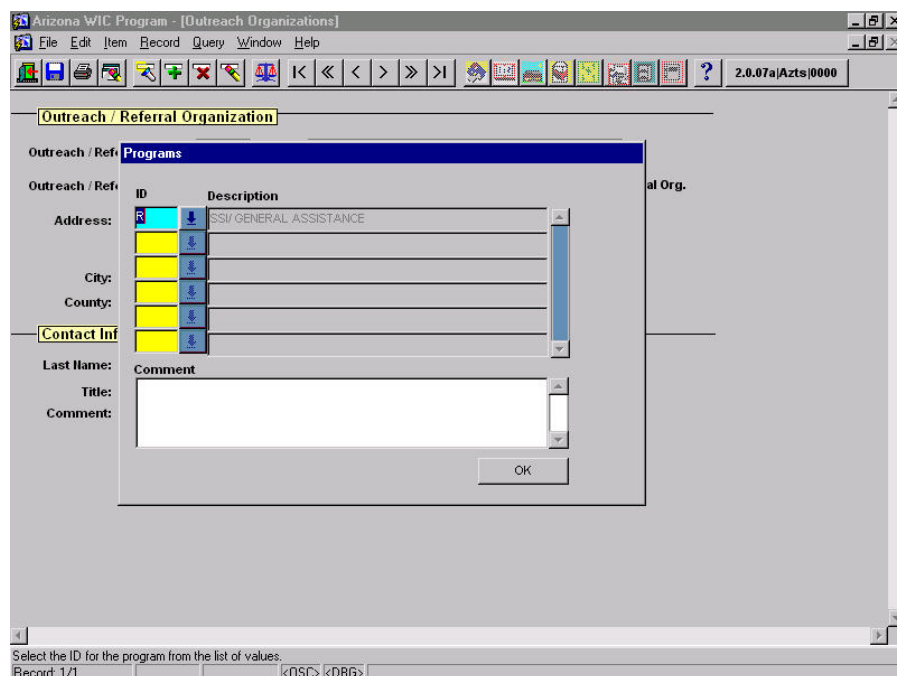 Arizona WIC Program - [Outreach Organizations]
File Edit Item Record Query Window Help
? 2.0.07a|Azts|0000
Outreach / Referral Organization
Outreach / Refe
Programs
Outreach / Refe
al Org.
ID Description
Address:
R SSI/ GENERAL ASSISTANCE
City:
County:
Contact Inf
Last Name:
Comment
Title:
Comment:
OK
Select the ID for the program from the list of values.
Record: 1/1 <OSC> <DBG>